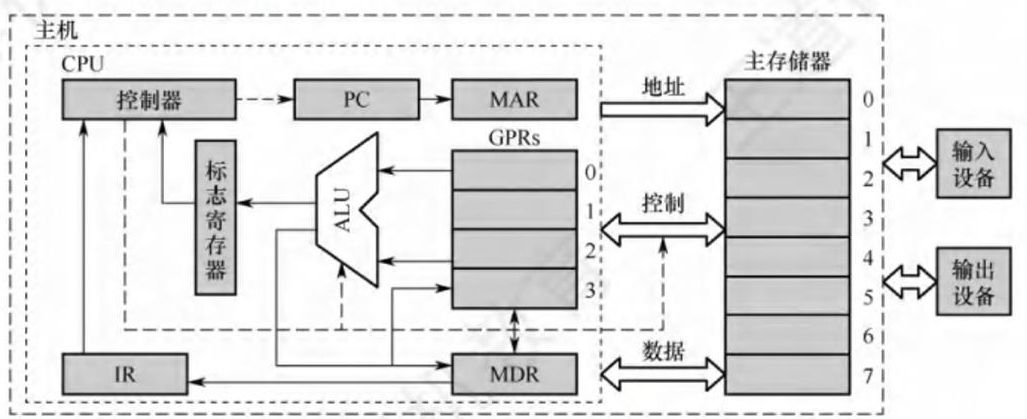 主机
CPU
控制器
PC
MAR
GPRs
0
1
2
3
标志寄存器
ALU
IR
MDR
地址
控制
数据
主存储器
0
1
2
3
4
5
6
7
输入
设备
输出
设备